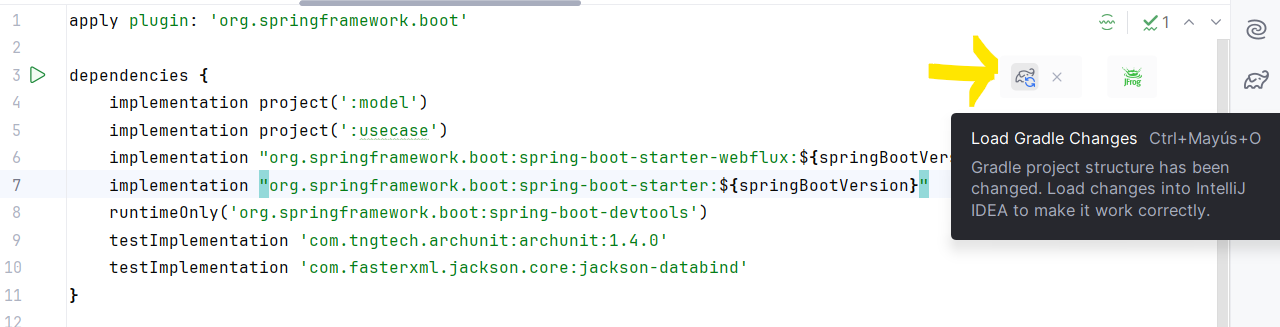 1 apply plugin: 'org.springframework.boot'
1
2
3 dependencies {
4 implementation project(':model')
JFrog
5 implementation project(':usecase')
Load Gradle Changes Ctrl+Mayús+O
6 implementation "org.springframework.boot:spring-boot-starter-webflux:${springBootVer
Gradle project structure has been
changed. Load changes into IntelliJ
IDEA to make it work correctly.
7 implementation "org.springframework.boot:spring-boot-starter:${springBootVersion}"
8 runtimeOnly('org.springframework.boot:spring-boot-devtools')
9 testImplementation 'com.tngtech.archunit:archunit:1.4.0'
10 testImplementation 'com.fasterxml.jackson.core:jackson-databind'
11 }
12